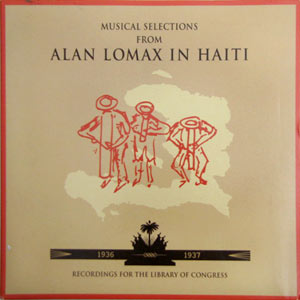 MUSICAL SELECTIONS
FROM
ALAN LOMAX IN HAITI
1936 1937
RECORDINGS FOR THE LIBRARY OF CONGRESS